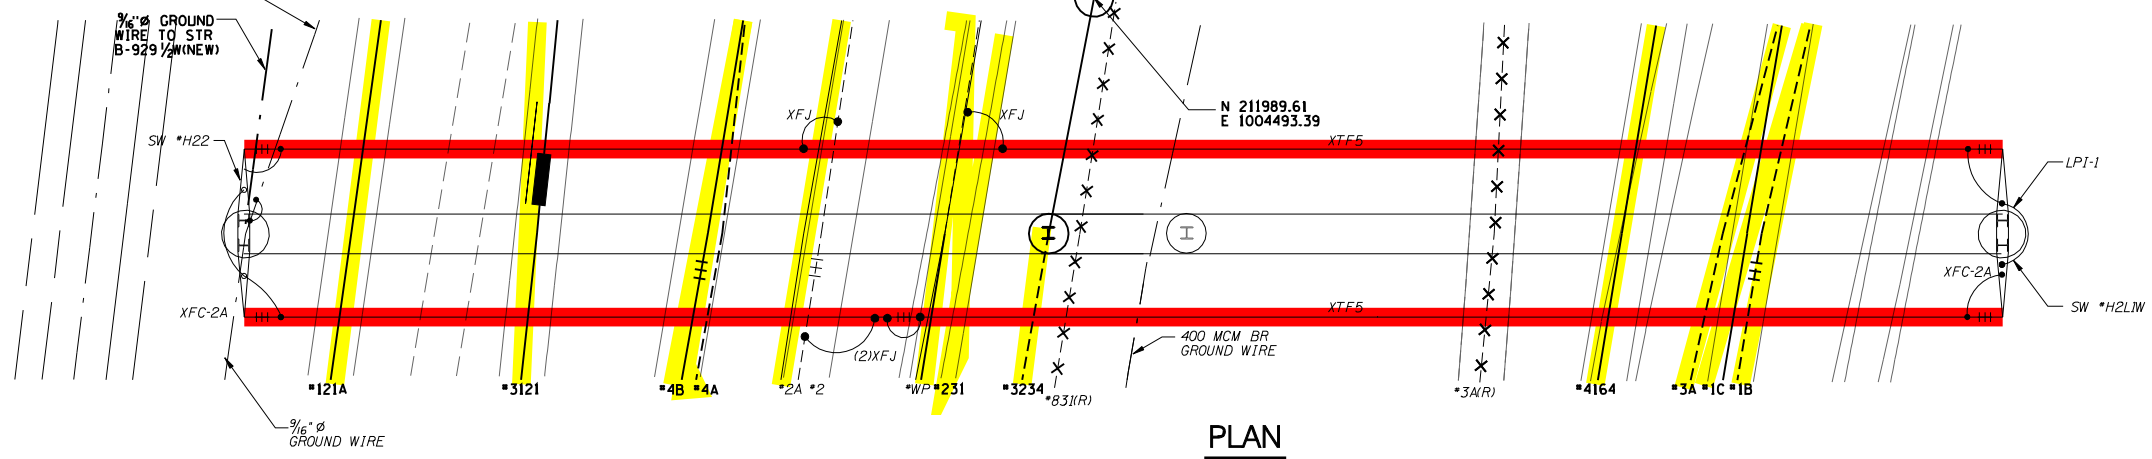 9/16"Ø GROUND
WIRE TO STR
B-929 1/2W(NEW)
N 211989.61
E 1004493.39
XFJ
XFJ
SW #H22
XTF5
LPI-1
XFC-2A
XFC-2A
XTF5
SW #H2LIW
(2)XFJ
400 MCM BR
GROUND WIRE
#121A
#3121
#4B #4A
#2A #2
#WP #231
#3234
#831(R)
#3A(R)
#4164
#3A #1C #1B
9/16"Ø
GROUND WIRE
PLAN